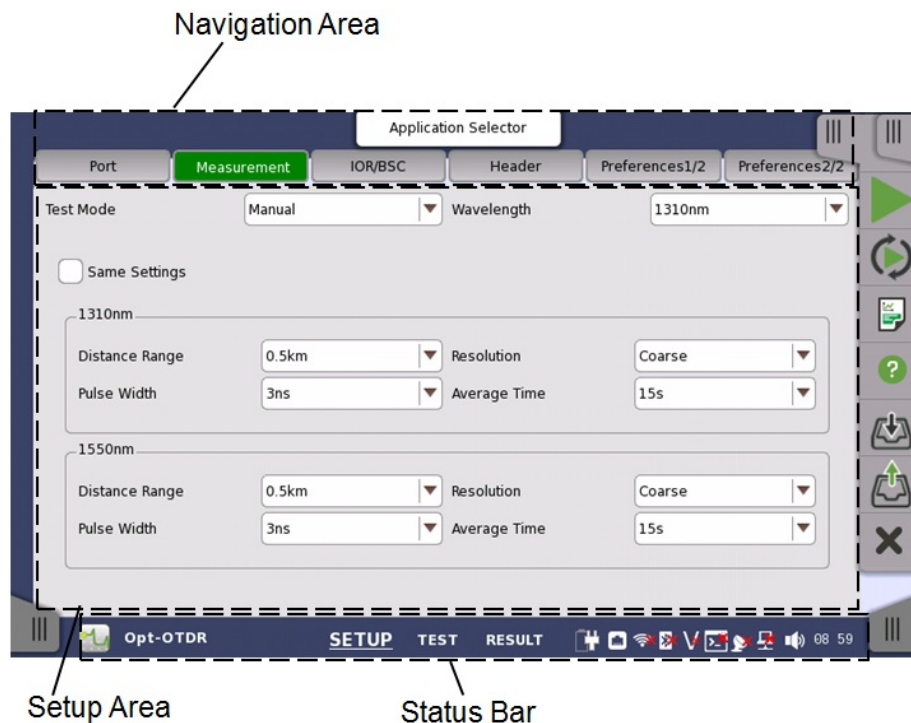 Navigation Area
Application Selector
Port Measurement IOR/BSC Header Preferences1/2 Preferences2/2
Test Mode Manual Wavelength 1310nm
Same Settings
1310nm
Distance Range 0.5km Resolution Coarse
Pulse Width 3ns Average Time 15s
1550nm
Distance Range 0.5km Resolution Coarse
Pulse Width 3ns Average Time 15s
Opt-OTDR SETUP TEST RESULT 08 59
Setup Area Status Bar